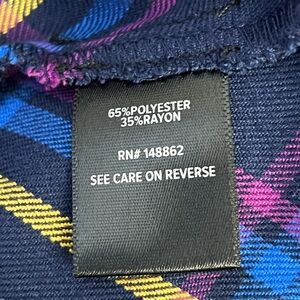 65%POLYESTER
35%RAYON
RN# 148862
SEE CARE ON REVERSE